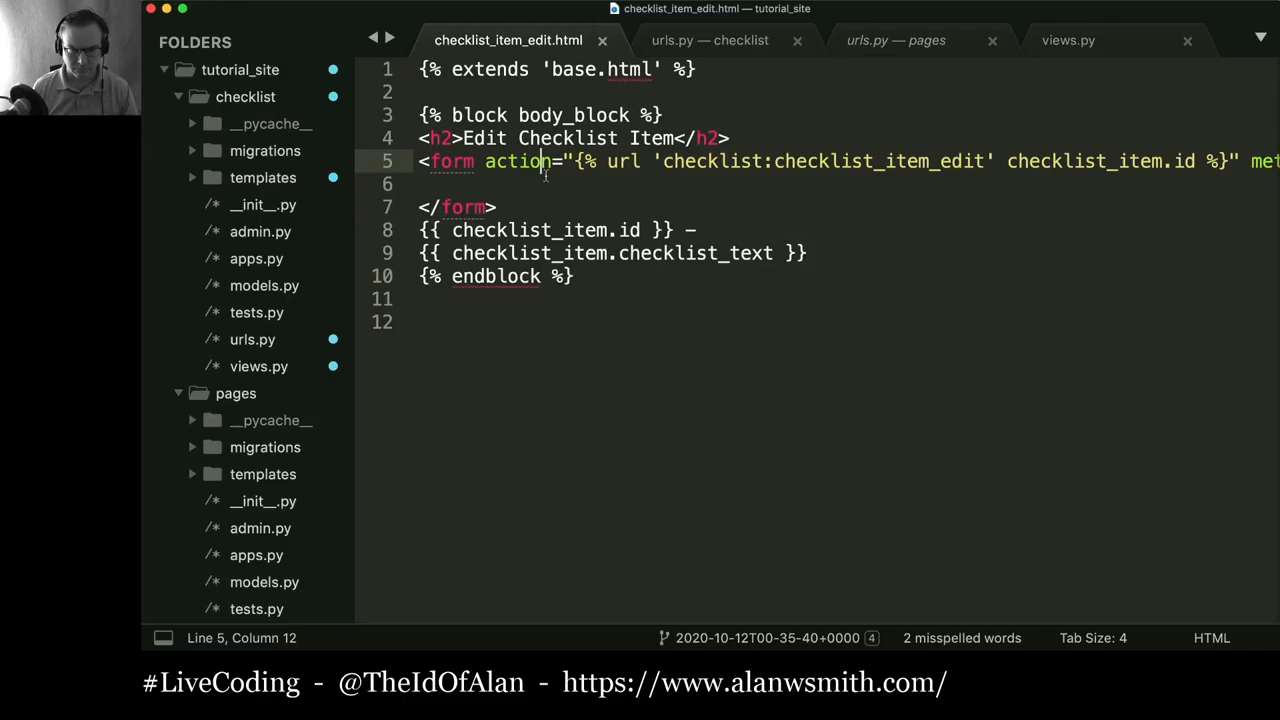 checklist_item_edit.html — tutorial_site
FOLDERS
tutorial_site
checklist
__pycache__
migrations
templates
/* __init__.py
/* admin.py
/* apps.py
/* models.py
/* tests.py
/* urls.py
/* views.py
pages
__pycache__
migrations
templates
/* __init__.py
/* admin.py
/* apps.py
/* models.py
/* tests.py
checklist_item_edit.html
urls.py — checklist
urls.py — pages
views.py
1 {% extends 'base.html' %}
2
3 {% block body_block %}
4 <h2>Edit Checklist Item</h2>
5 <form action="{% url 'checklist:checklist_item_edit' checklist_item.id %}" met
6
7 </form>
8 {{ checklist_item.id }} -
9 {{ checklist_item.checklist_text }}
10 {% endblock %}
11
12
Line 5, Column 12
2020-10-12T00-35-40+0000 4
2 misspelled words
Tab Size: 4
HTML
#LiveCoding - @TheIdOfAlan - https://www.alanwsmith.com/